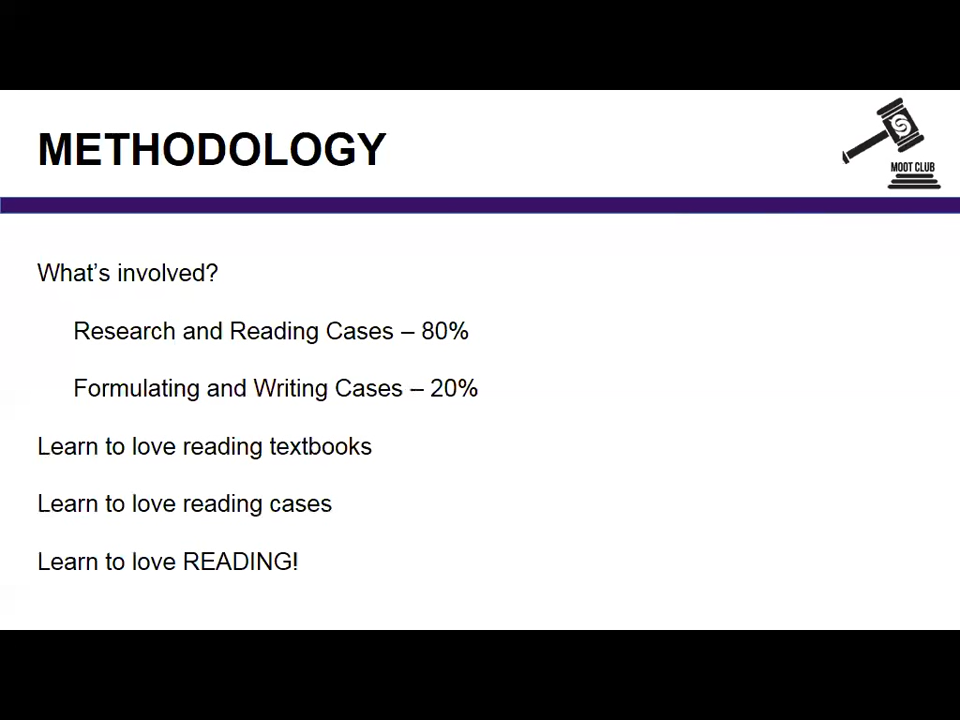 METHODOLOGY
MOOT CLUB
What's involved?
Research and Reading Cases – 80%
Formulating and Writing Cases – 20%
Learn to love reading textbooks
Learn to love reading cases
Learn to love READING!